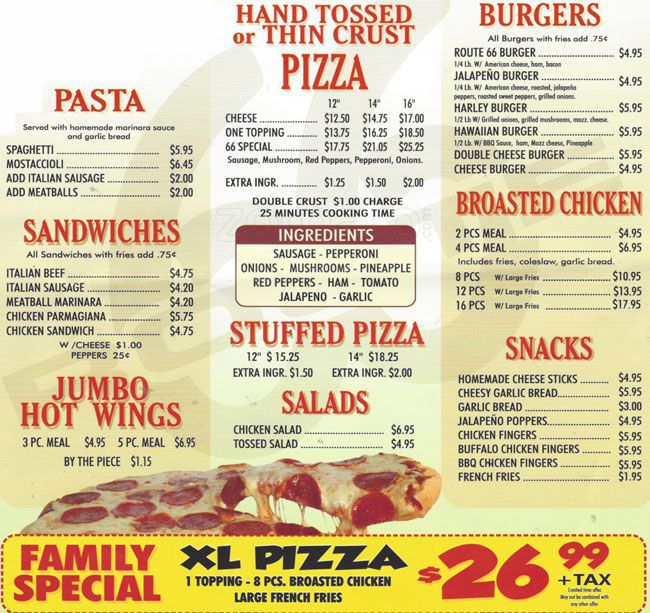 PASTA
Served with homemade marinara sauce
and garlic bread
SPAGHETTI $5.95
MOSTACCIOLI $6.45
ADD ITALIAN SAUSAGE $2.00
ADD MEATBALLS $2.00
SANDWICHES
All Sandwiches with fries add .75¢
ITALIAN BEEF $4.75
ITALIAN SAUSAGE $4.20
MEATBALL MARINARA $4.20
CHICKEN PARMAGIANA $5.75
CHICKEN SANDWICH $4.75
W /CHEESE $1.00
PEPPERS 25¢
JUMBO
HOT WINGS
3 PC. MEAL $4.95 5 PC. MEAL $6.95
BY THE PIECE $1.15
HAND TOSSED
or THIN CRUST
PIZZA
12" 14" 16"
CHEESE $12.50 $14.75 $17.00
ONE TOPPING $13.75 $16.25 $18.50
66 SPECIAL $17.75 $21.05 $25.25
Sausage, Mushroom, Red Peppers, Pepperoni, Onions.
EXTRA INGR. $1.25 $1.50 $2.00
DOUBLE CRUST $1.00 CHARGE
25 MINUTES COOKING TIME
INGREDIENTS
SAUSAGE - PEPPERONI
ONIONS - MUSHROOMS - PINEAPPLE
RED PEPPERS - HAM - TOMATO
JALAPENO - GARLIC
STUFFED PIZZA
12" $ 15.25 14" $18.25
EXTRA INGR. $1.50 EXTRA INGR. $2.00
SALADS
CHICKEN SALAD $6.95
TOSSED SALAD $4.95
BURGERS
All Burgers with fries add .75¢
ROUTE 66 BURGER $4.95
1/4 Lb. W/ American cheese, ham, bacon
JALAPEÑO BURGER $4.95
1/4 Lb. W/ American cheese, roasted, jalapeño
peppers, roasted sweet peppers, grilled onions.
HARLEY BURGER $5.95
1/2 Lb W/ Grilled onions, grilled mushrooms, mozz. cheese.
HAWAIIAN BURGER $5.95
1/2 Lb. W/ BBQ Sauce, ham, Mozz cheese, Pineapple
DOUBLE CHEESE BURGER $5.95
CHEESE BURGER $4.95
BROASTED CHICKEN
2 PCS MEAL $4.95
4 PCS MEAL $6.95
Includes fries, coleslaw, garlic bread.
8 PCS W/ Large Fries $10.95
12 PCS W/ Large Fries $13.95
16 PCS W/ Large Fries $17.95
SNACKS
HOMEMADE CHEESE STICKS $4.95
CHEESY GARLIC BREAD $5.95
GARLIC BREAD $3.00
JALAPEÑO POPPERS $4.95
CHICKEN FINGERS $5.95
BUFFALO CHICKEN FINGERS $5.95
BBQ CHICKEN FINGERS $5.95
FRENCH FRIES $1.95
FAMILY
SPECIAL
XL PIZZA
1 TOPPING - 8 PCS. BROASTED CHICKEN
LARGE FRENCH FRIES
$26 99
+ TAX
Limited time offer.
May not be combined with
any other offer